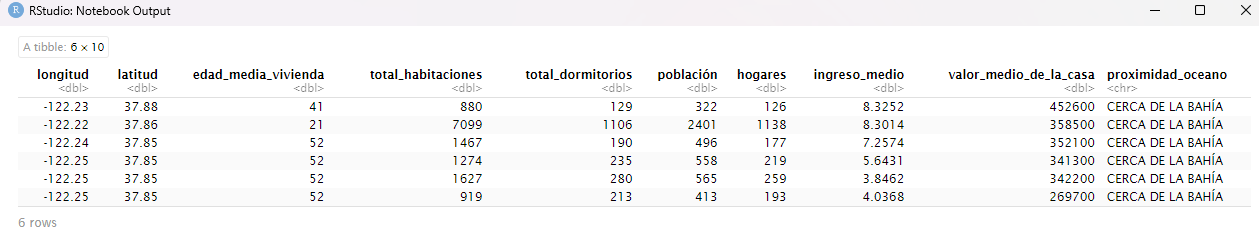 RStudio: Notebook Output
A tibble: 6 × 10
longitud latitud edad_media_vivienda total_habitaciones total_dormitorios población hogares ingreso_medio valor_medio_de_la_casa proximidad_oceano
<dbl> <dbl> <dbl> <dbl> <dbl> <dbl> <dbl> <dbl> <dbl> <chr>
-122.23 37.88 41 880 129 322 126 8.3252 452600 CERCA DE LA BAHÍA
-122.22 37.86 21 7099 1106 2401 1138 8.3014 358500 CERCA DE LA BAHÍA
-122.24 37.85 52 1467 190 496 177 7.2574 352100 CERCA DE LA BAHÍA
-122.25 37.85 52 1274 235 558 219 5.6431 341300 CERCA DE LA BAHÍA
-122.25 37.85 52 1627 280 565 259 3.8462 342200 CERCA DE LA BAHÍA
-122.25 37.85 52 919 213 413 193 4.0368 269700 CERCA DE LA BAHÍA
6 rows